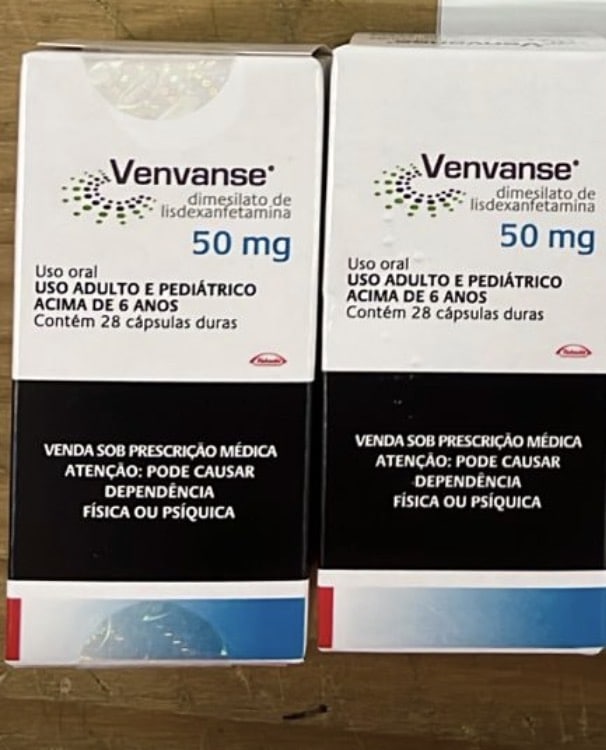 Venvanse
dimesilato de
lisdexanfetamina
50 mg
Uso oral
USO ADULTO E PEDIÁTRICO
ACIMA DE 6 ANOS
Contém 28 cápsulas duras
Takeda
VENDA SOB PRESCRIÇÃO MÉDICA
ATENÇÃO: PODE CAUSAR
DEPENDÊNCIA
FÍSICA OU PSÍQUICA
Venvanse
Venvanse
dimesilato de
lisdexanfetamina
50 mg
Uso oral
USO ADULTO E PEDIÁTRICO
ACIMA DE 6 ANOS
Contém 28 cápsulas duras
Takeda
VENDA SOB PRESCRIÇÃO MÉDICA
ATENÇÃO: PODE CAUSAR
DEPENDÊNCIA
FÍSICA OU PSÍQUICA